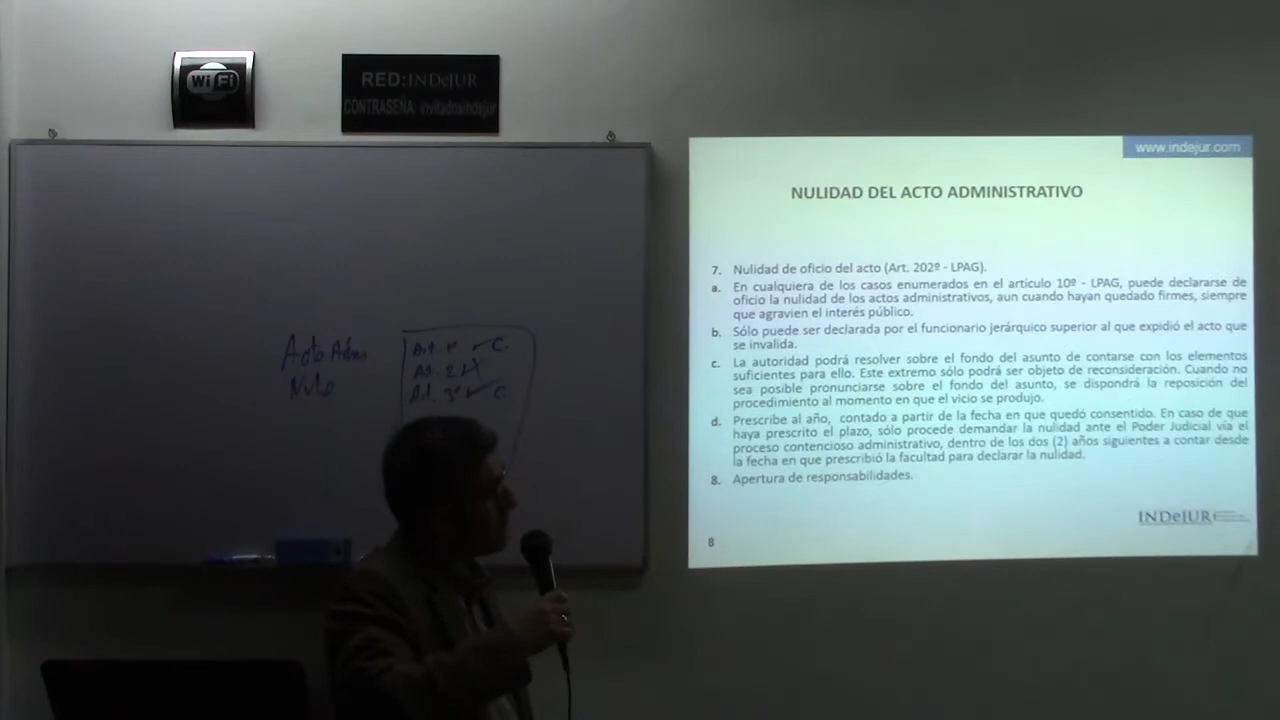 WiFi
RED:INDeJUR
CONTRASEÑA: invitadosindejur
www.indejur.com
NULIDAD DEL ACTO ADMINISTRATIVO
7. Nulidad de oficio del acto (Art. 202º - LPAG).
a. En cualquiera de los casos enumerados en el artículo 10º - LPAG, puede declararse de
oficio la nulidad de los actos administrativos, aun cuando hayan quedado firmes, siempre
que agravien el interés público.
b. Sólo puede ser declarada por el funcionario jerárquico superior al que expidió el acto que
se invalida.
c. La autoridad podrá resolver sobre el fondo del asunto de contarse con los elementos
suficientes para ello. Este extremo sólo podrá ser objeto de reconsideración. Cuando no
sea posible pronunciarse sobre el fondo del asunto, se dispondrá la reposición del
procedimiento al momento en que el vicio se produjo.
d. Prescribe al año, contado a partir de la fecha en que quedó consentido. En caso de que
haya prescrito el plazo, sólo procede demandar la nulidad ante el Poder Judicial vía el
proceso contencioso administrativo, dentro de los dos (2) años siguientes a contar desde
la fecha en que prescribió la facultad para declarar la nulidad.
8. Apertura de responsabilidades.
INDeJUR
8
Acto Adm
Nulo
Art. 1º C.
Art. 2
Art. 3º C.